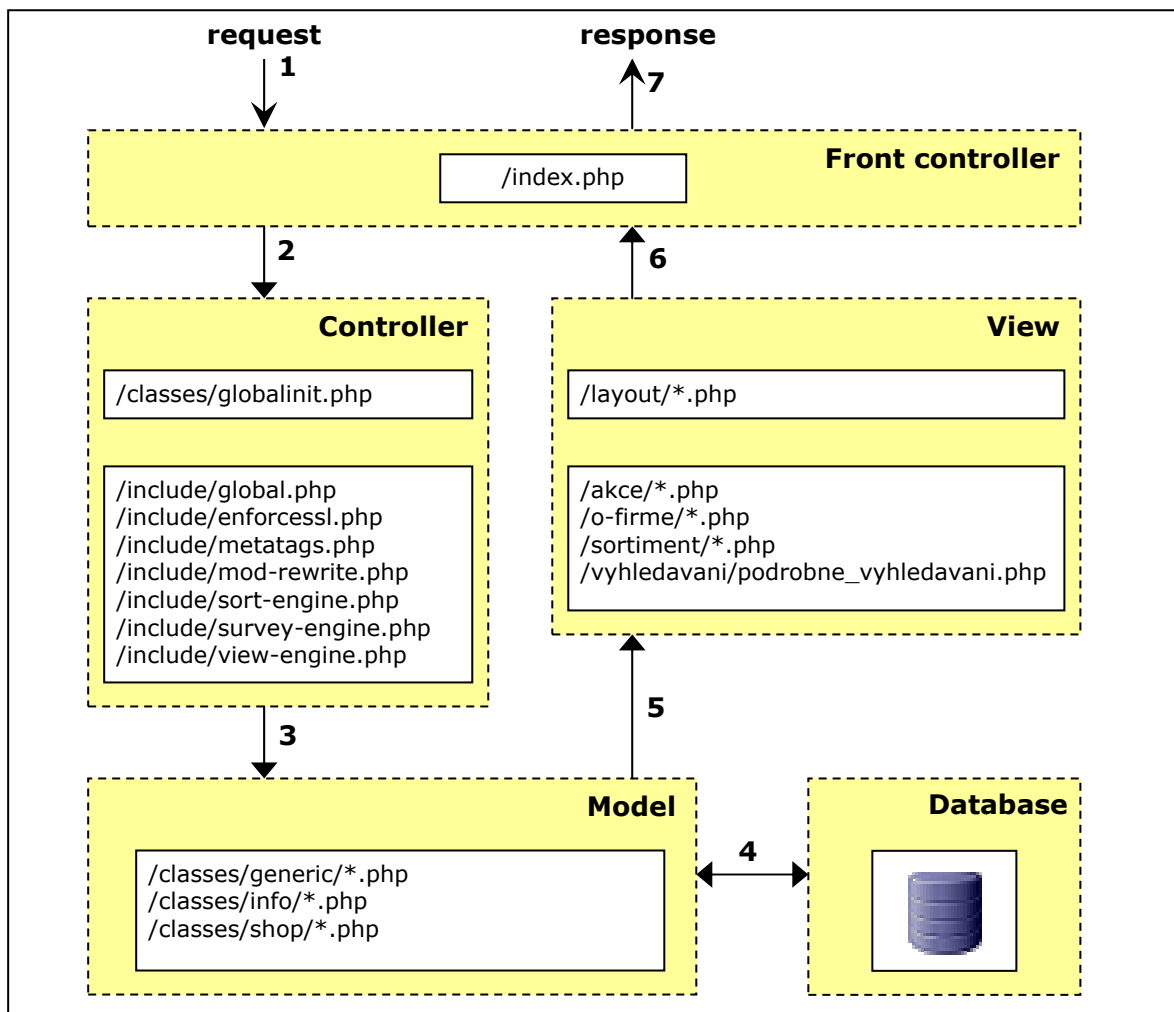 request
response
1
7
Front controller
/index.php
2
6
Controller
/classes/globalinit.php
/include/global.php
/include/enforcessl.php
/include/metatags.php
/include/mod-rewrite.php
/include/sort-engine.php
/include/survey-engine.php
/include/view-engine.php
View
/layout/*.php
/akce/*.php
/o-firme/*.php
/sortiment/*.php
/vyhledavani/podrobne_vyhledavani.php
3
5
Model
/classes/generic/*.php
/classes/info/*.php
/classes/shop/*.php
4
Database